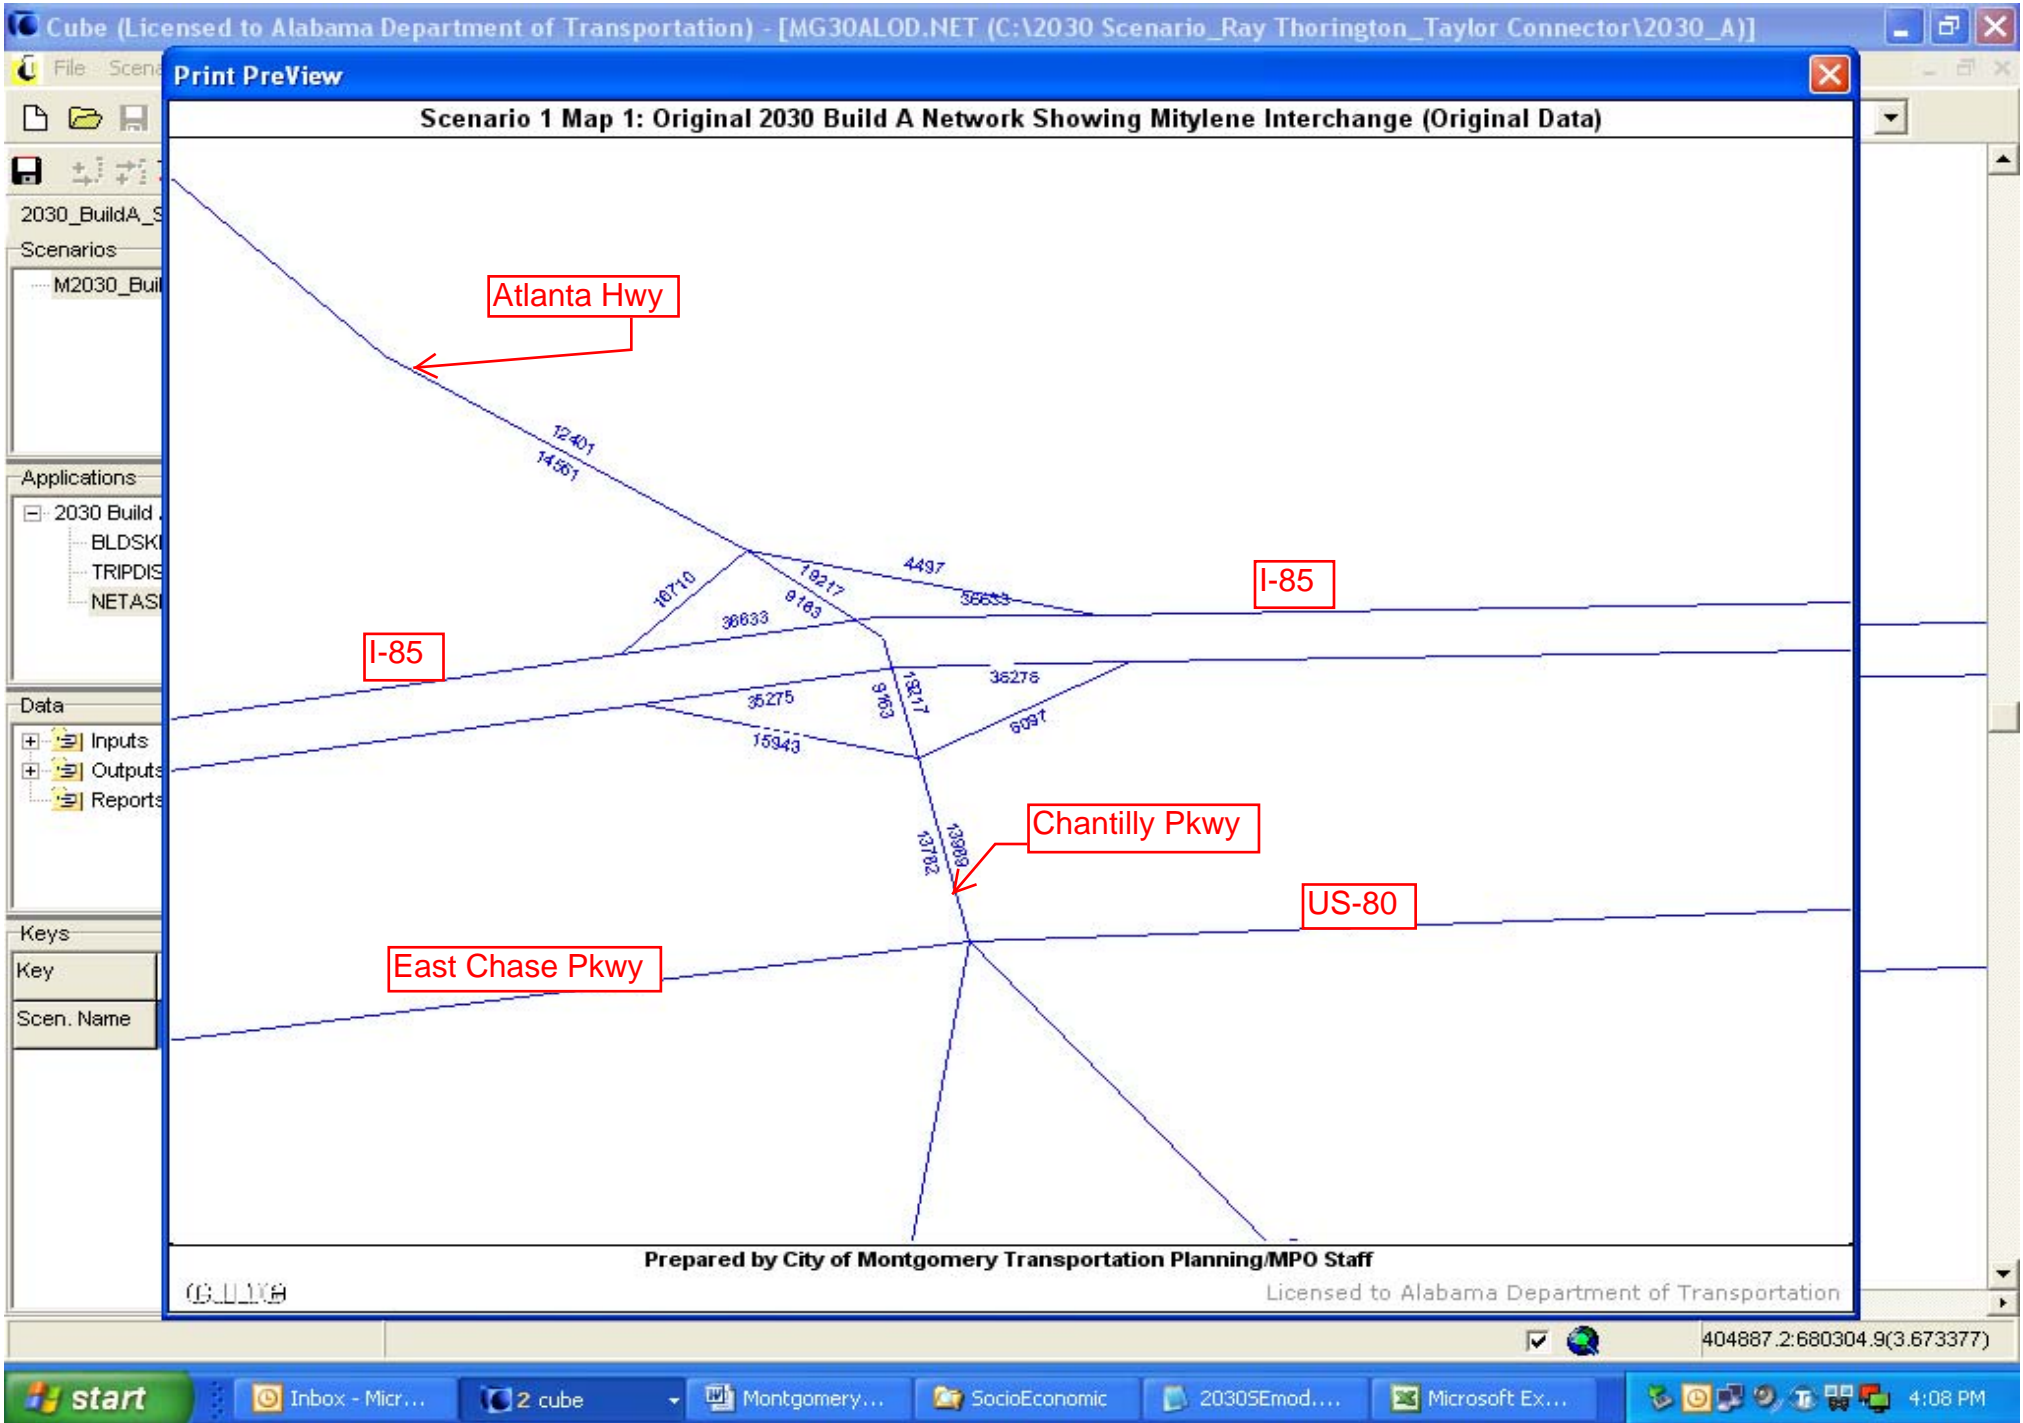 Cube (Licensed to Alabama Department of Transportation) - [MG30ALOD.NET (C:\2030 Scenario_Ray Thorington_Taylor Connector\2030_A)]
File Scena
Print PreView
Scenario 1 Map 1: Original 2030 Build A Network Showing Mitylene Interchange (Original Data)
2030_BuildA_S
Scenarios
M2030_Buil
Atlanta Hwy
12401
14561
Applications
2030 Build
BLDSKI
TRIPDIS
NETASI
4497
19217
9163
16710
36633
36633
I-85
I-85
Data
Inputs
Outputs
Reports
35275
15943
9163
19217
6097
Chantilly Pkwy
13782
US-80
East Chase Pkwy
Keys
Key
Scen. Name
Prepared by City of Montgomery Transportation Planning/MPO Staff
Licensed to Alabama Department of Transportation
404887.2:680304.9(3.673377)
start
Inbox - Micr...
2 cube
Montgomery...
SocioEconomic
2030SEmod....
Microsoft Ex...
4:08 PM